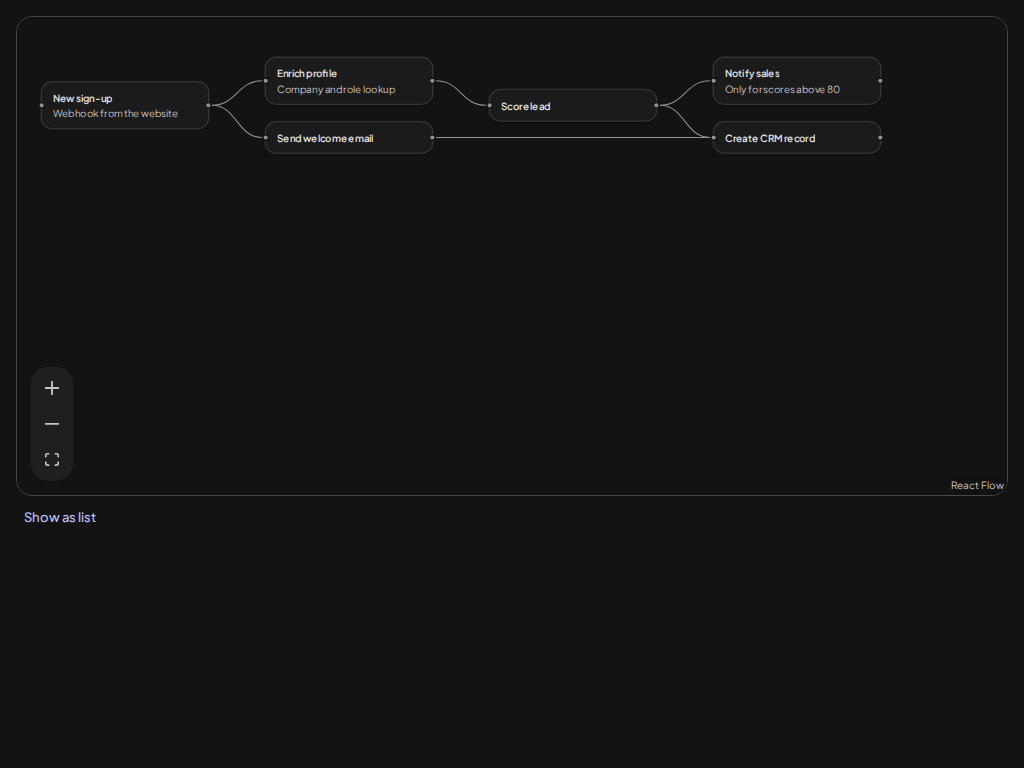 New sign-up
Webhook from the website
Enrich profile
Company and role lookup
Send welcome email
Score lead
Notify sales
Only for scores above 80
Create CRM record
React Flow
Show as list